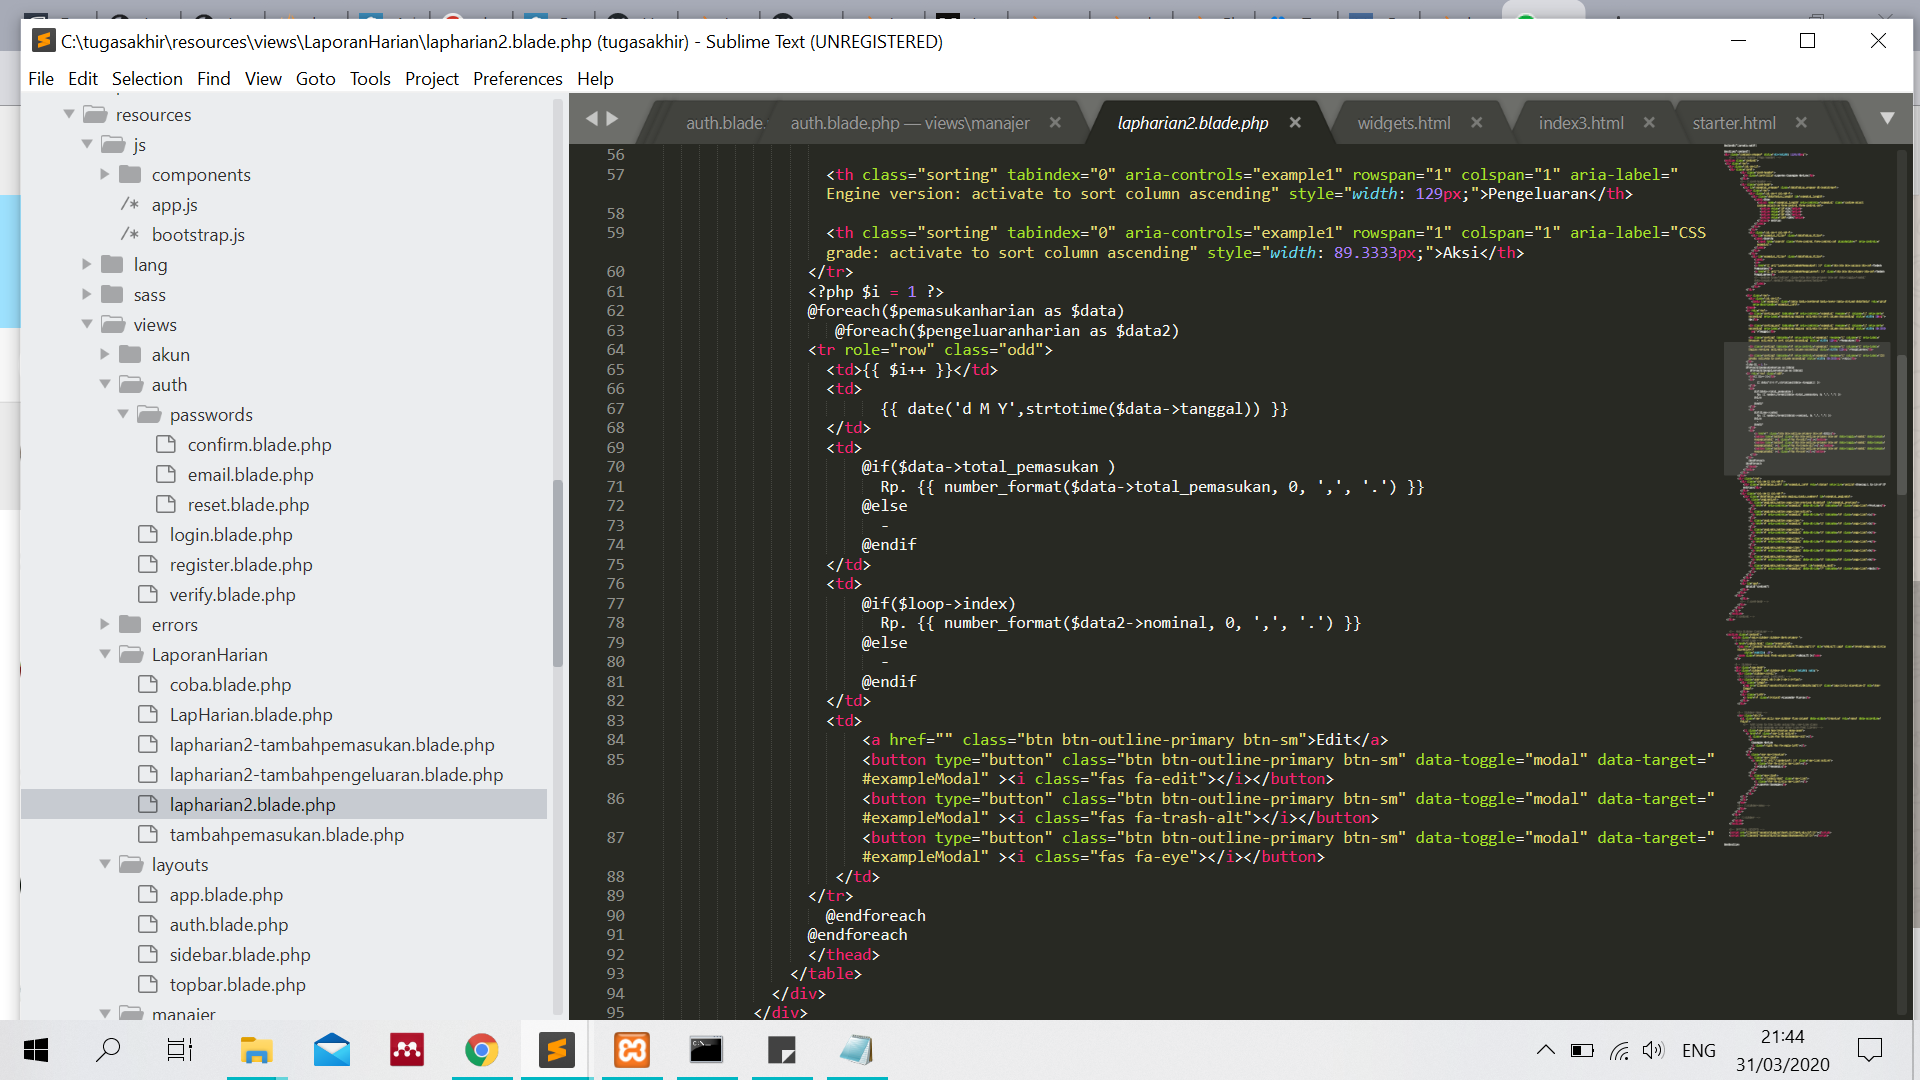 C:\tugasakhir\resources\views\LaporanHarian\lapharian2.blade.php (tugasakhir) - Sublime Text (UNREGISTERED)
File Edit Selection Find View Goto Tools Project Preferences Help
resources
js
components
/* app.js
/* bootstrap.js
lang
sass
views
akun
auth
passwords
confirm.blade.php
email.blade.php
reset.blade.php
login.blade.php
register.blade.php
verify.blade.php
errors
LaporanHarian
coba.blade.php
LapHarian.blade.php
lapharian2-tambahpemasukan.blade.php
lapharian2-tambahpengeluaran.blade.php
lapharian2.blade.php
tambahpemasukan.blade.php
layouts
app.blade.php
auth.blade.php
sidebar.blade.php
topbar.blade.php
manajer
auth.blade. auth.blade.php — views\manajer lapharian2.blade.php widgets.html index3.html starter.html
56
57 <th class="sorting" tabindex="0" aria-controls="example1" rowspan="1" colspan="1" aria-label="
Engine version: activate to sort column ascending" style="width: 129px;">Pengeluaran</th>
58
59 <th class="sorting" tabindex="0" aria-controls="example1" rowspan="1" colspan="1" aria-label="CSS
grade: activate to sort column ascending" style="width: 89.3333px;">Aksi</th>
60 </tr>
61 <?php $i = 1 ?>
62 @foreach($pemasukanharian as $data)
63 @foreach($pengeluaranharian as $data2)
64 <tr role="row" class="odd">
65 <td>{{ $i++ }}</td>
66 <td>
67 {{ date('d M Y',strtotime($data->tanggal)) }}
68 </td>
69 <td>
70 @if($data->total_pemasukan )
71 Rp. {{ number_format($data->total_pemasukan, 0, ',', '.') }}
72 @else
73 -
74 @endif
75 </td>
76 <td>
77 @if($loop->index)
78 Rp. {{ number_format($data2->nominal, 0, ',', '.') }}
79 @else
80 -
81 @endif
82 </td>
83 <td>
84 <a href="" class="btn btn-outline-primary btn-sm">Edit</a>
85 <button type="button" class="btn btn-outline-primary btn-sm" data-toggle="modal" data-target="
#exampleModal" ><i class="fas fa-edit"></i></button>
86 <button type="button" class="btn btn-outline-primary btn-sm" data-toggle="modal" data-target="
#exampleModal" ><i class="fas fa-trash-alt"></i></button>
87 <button type="button" class="btn btn-outline-primary btn-sm" data-toggle="modal" data-target="
#exampleModal" ><i class="fas fa-eye"></i></button>
88 </td>
89 </tr>
90 @endforeach
91 @endforeach
92 </thead>
93 </table>
94 </div>
95 </div>
ENG
21:44
31/03/2020